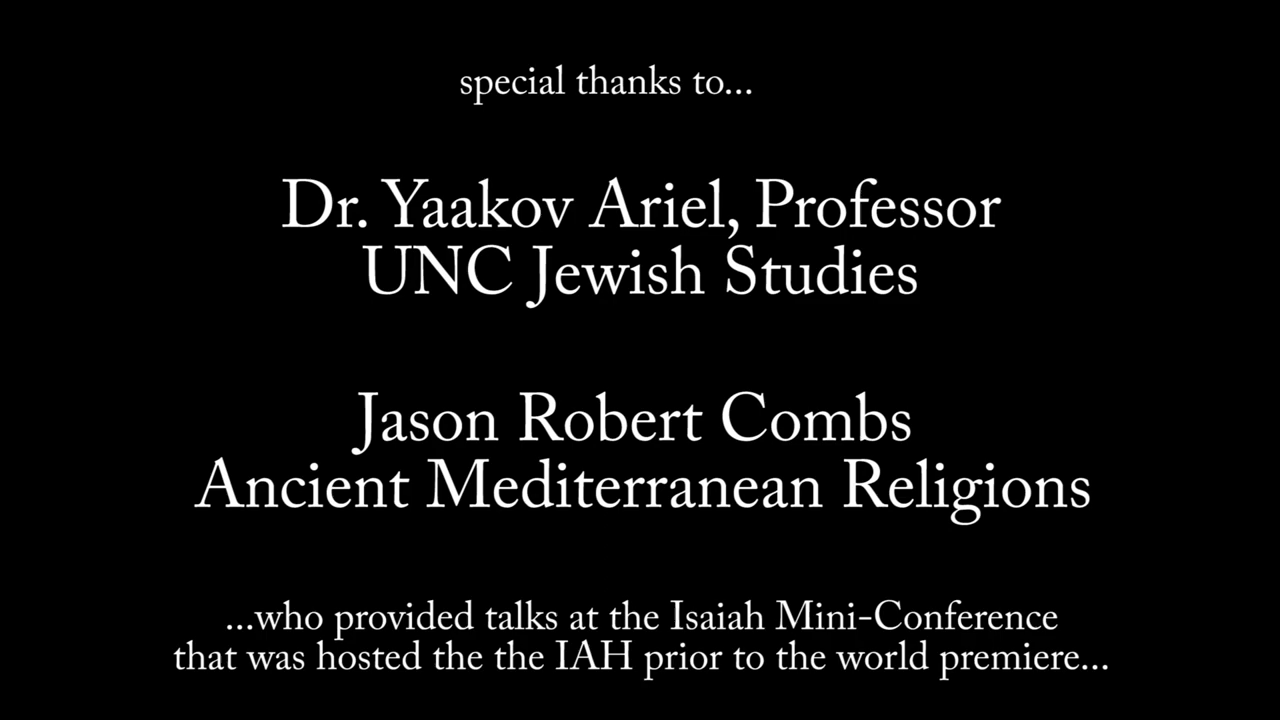 special thanks to...
Dr. Yaakov Ariel, Professor
UNC Jewish Studies
Jason Robert Combs
Ancient Mediterranean Religions
...who provided talks at the Isaiah Mini-Conference
that was hosted the the IAH prior to the world premiere...